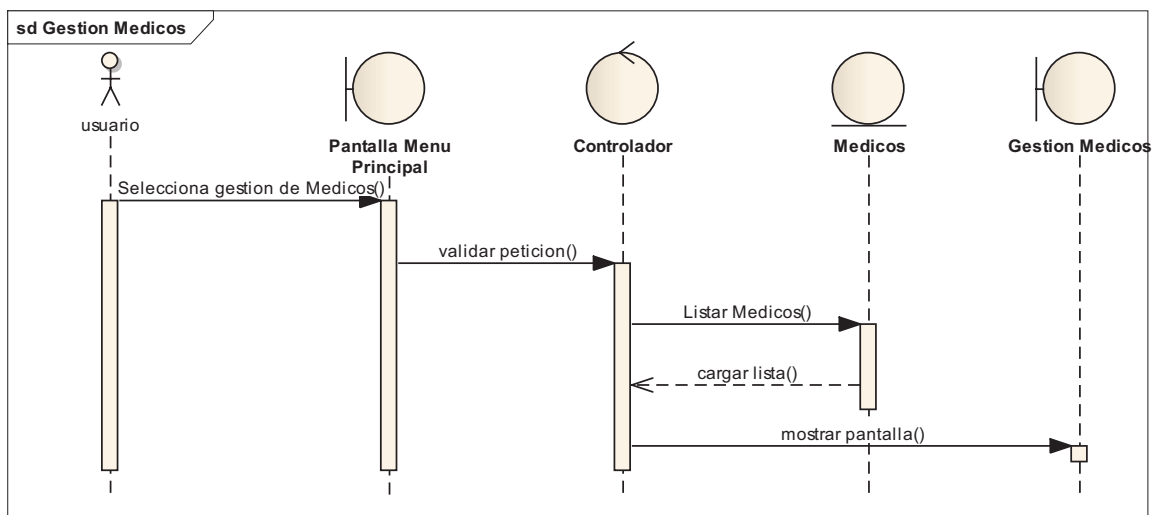 sd Gestion Medicos
usuario
Pantalla Menu
Principal
Controlador
Medicos
Gestion Medicos
Selecciona gestion de Medicos()
validar peticion()
Listar Medicos()
cargar lista()
mostrar pantalla()